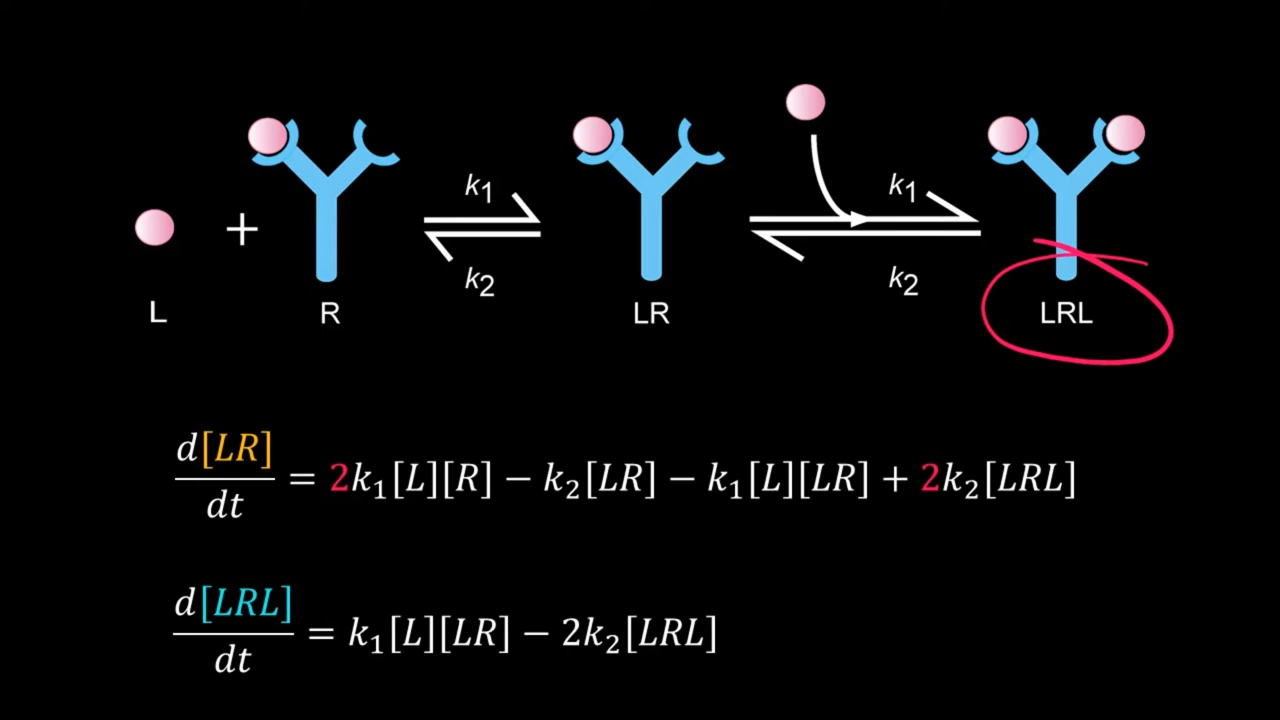 k₁ k₁
+
k₂ k₂
L R LR LRL
d[LR]/dt = 2k₁[L][R] − k₂[LR] − k₁[L][LR] + 2k₂[LRL]
d[LRL]/dt = k₁[L][LR] − 2k₂[LRL]